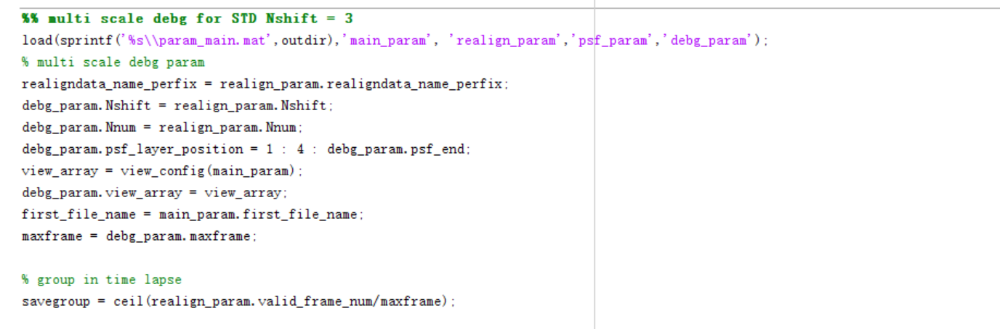 %% multi scale debg for STD Nshift = 3
load(sprintf('%s\\param_main.mat',outdir),'main_param', 'realign_param','psf_param','debg_param');
% multi scale debg param
realigndata_name_perfix = realign_param.realigndata_name_perfix;
debg_param.Nshift = realign_param.Nshift;
debg_param.Nnum = realign_param.Nnum;
debg_param.psf_layer_position = 1 : 4 : debg_param.psf_end;
view_array = view_config(main_param);
debg_param.view_array = view_array;
first_file_name = main_param.first_file_name;
maxframe = debg_param.maxframe;
% group in time lapse
savegroup = ceil(realign_param.valid_frame_num/maxframe);